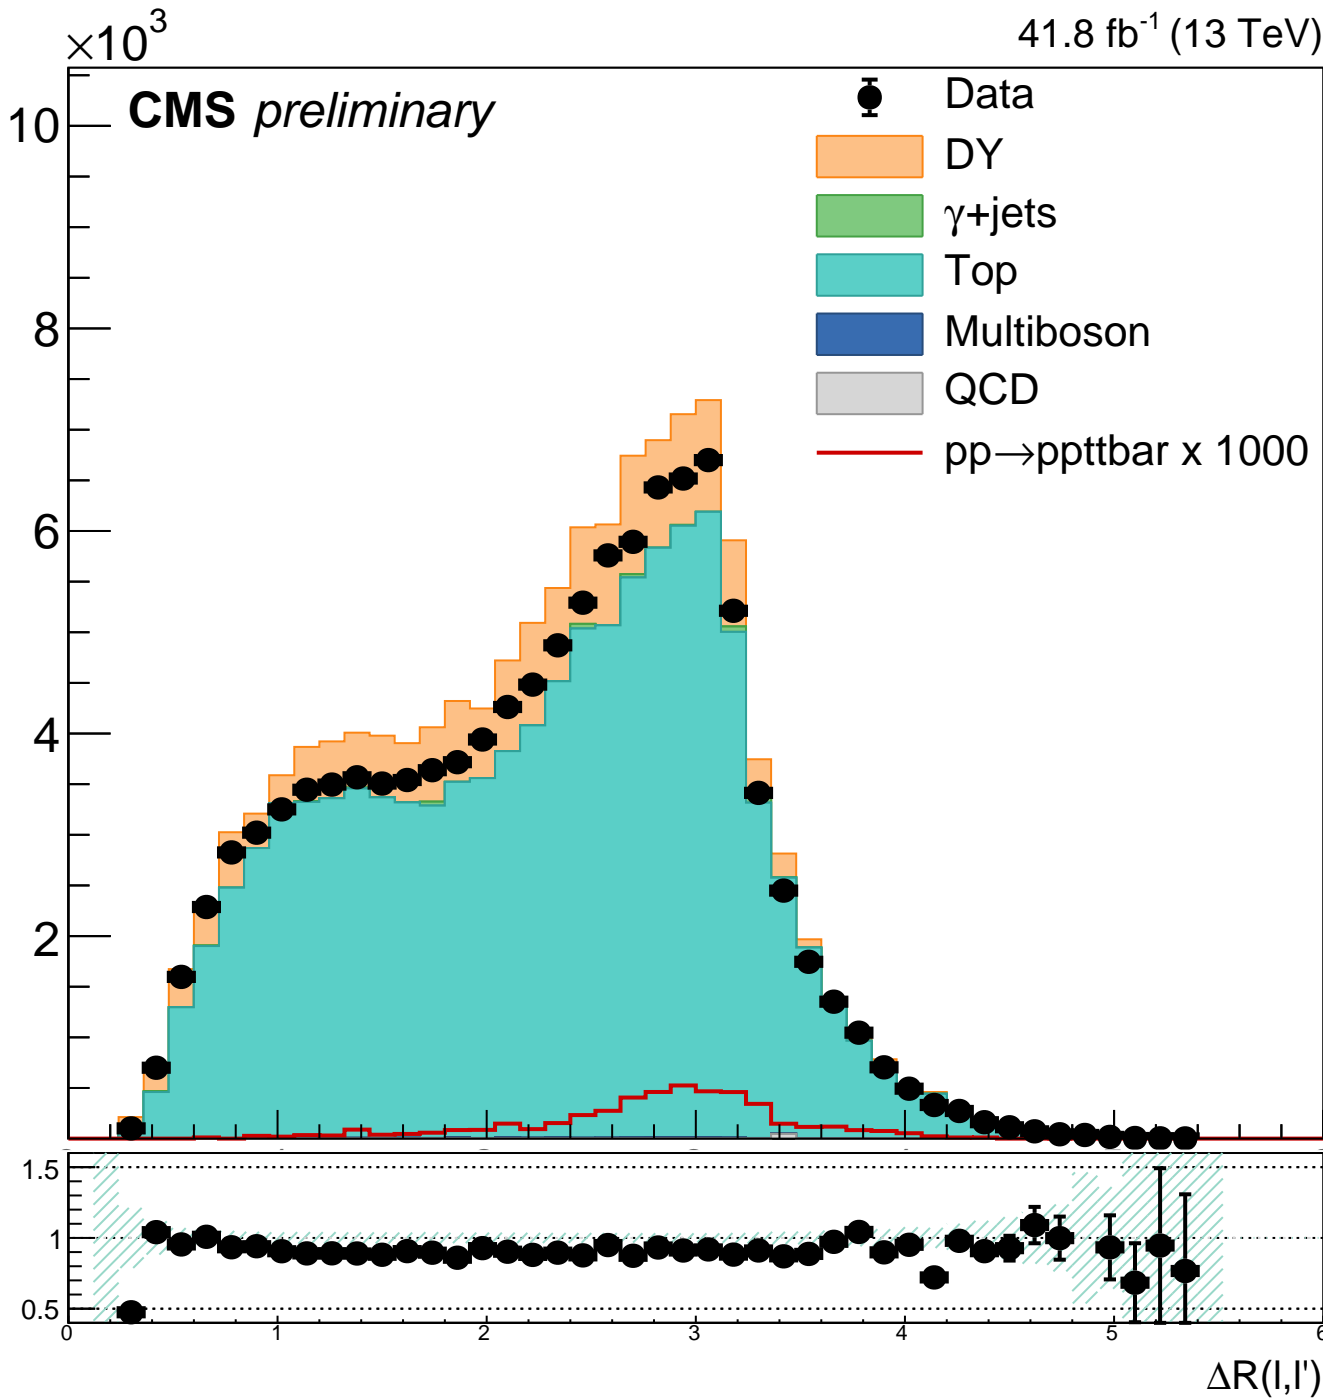 ×10³
41.8 fb⁻¹ (13 TeV)
CMS preliminary
Data
DY
γ+jets
Top
Multiboson
QCD
pp→ppttbar x 1000
10
8
6
4
2
1.5
1
0.5
0 1 2 3 4 5 6
ΔR(l,l')